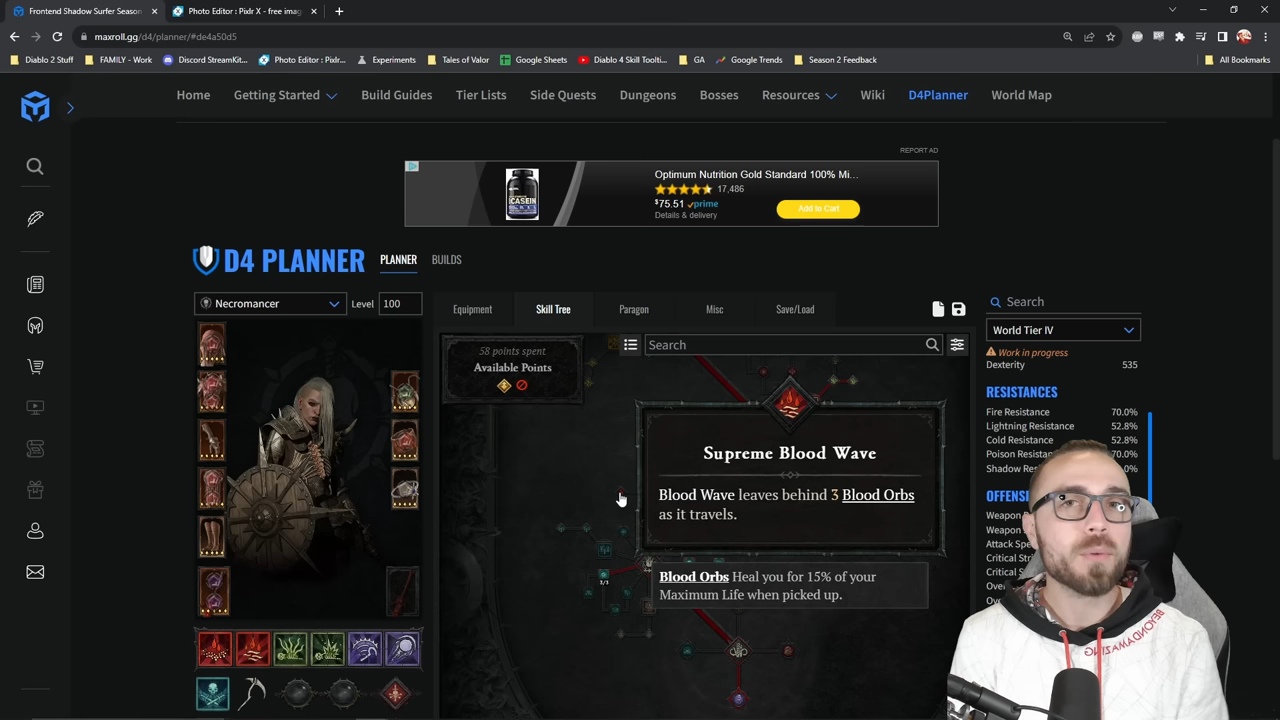 Frontend Shadow Surfer Season
Photo Editor : Pixlr X - free imag
maxroll.gg/d4/planner/#de4a50d5
Diablo 2 Stuff
FAMILY - Work
Discord StreamKit...
Photo Editor : Pixlr...
Experiments
Tales of Valor
Google Sheets
Diablo 4 Skill Toolti...
GA
Google Trends
Season 2 Feedback
All Bookmarks
Home
Getting Started
Build Guides
Tier Lists
Side Quests
Dungeons
Bosses
Resources
Wiki
D4Planner
World Map
REPORT AD
Optimum Nutrition Gold Standard 100% Mi...
17,486
$75.51 prime
Details & delivery
Add to Cart
D4 PLANNER
PLANNER
BUILDS
Necromancer
Level
100
Equipment
Skill Tree
Paragon
Misc
Save/Load
Search
World Tier IV
Work in progress
Dexterity 535
RESISTANCES
Fire Resistance 70.0%
Lightning Resistance 52.8%
Cold Resistance 52.8%
Poison Resista 70.0%
Shadow Resis
OFFENS
Weapon
Weapon
Attack Spe
Critical Stri
Critical
58 points spent
Available Points
Search
Supreme Blood Wave
Blood Wave leaves behind 3 Blood Orbs
as it travels.
Blood Orbs Heal you for 15% of your
Maximum Life when picked up.
3/3
BEYONDAMAZING